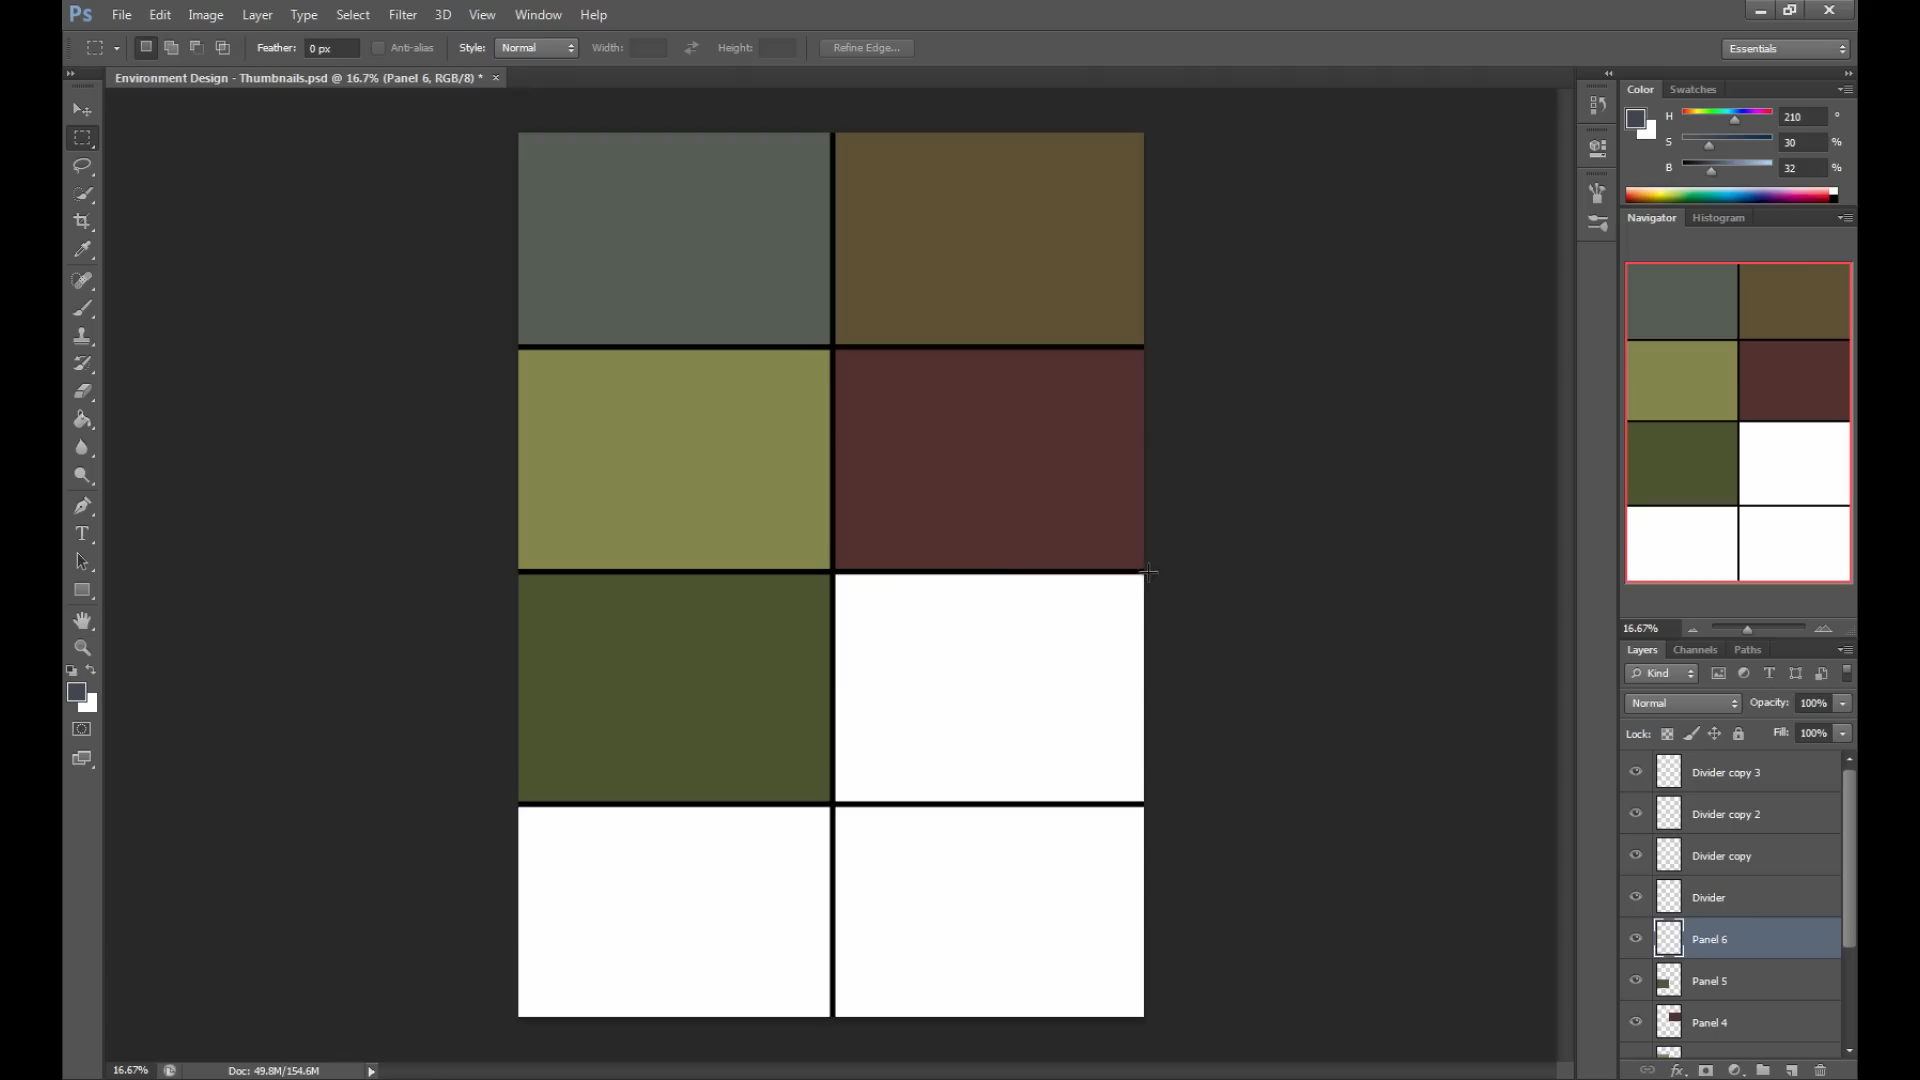 Ps File Edit Image Layer Type Select Filter 3D View Window Help
Feather: 0 px Anti-alias Style: Normal Width: Height: Refine Edge... Essentials
Environment Design - Thumbnails.psd @ 16.7% (Panel 6, RGB/8) * ×
Color Swatches
H 210 °
S 30 %
B 32 %
Navigator Histogram
16.67%
Layers Channels Paths
Kind
Normal Opacity: 100%
Lock: Fill: 100%
Divider copy 3
Divider copy 2
Divider copy
Divider
Panel 6
Panel 5
Panel 4
16.67% Doc: 49.8M/154.6M